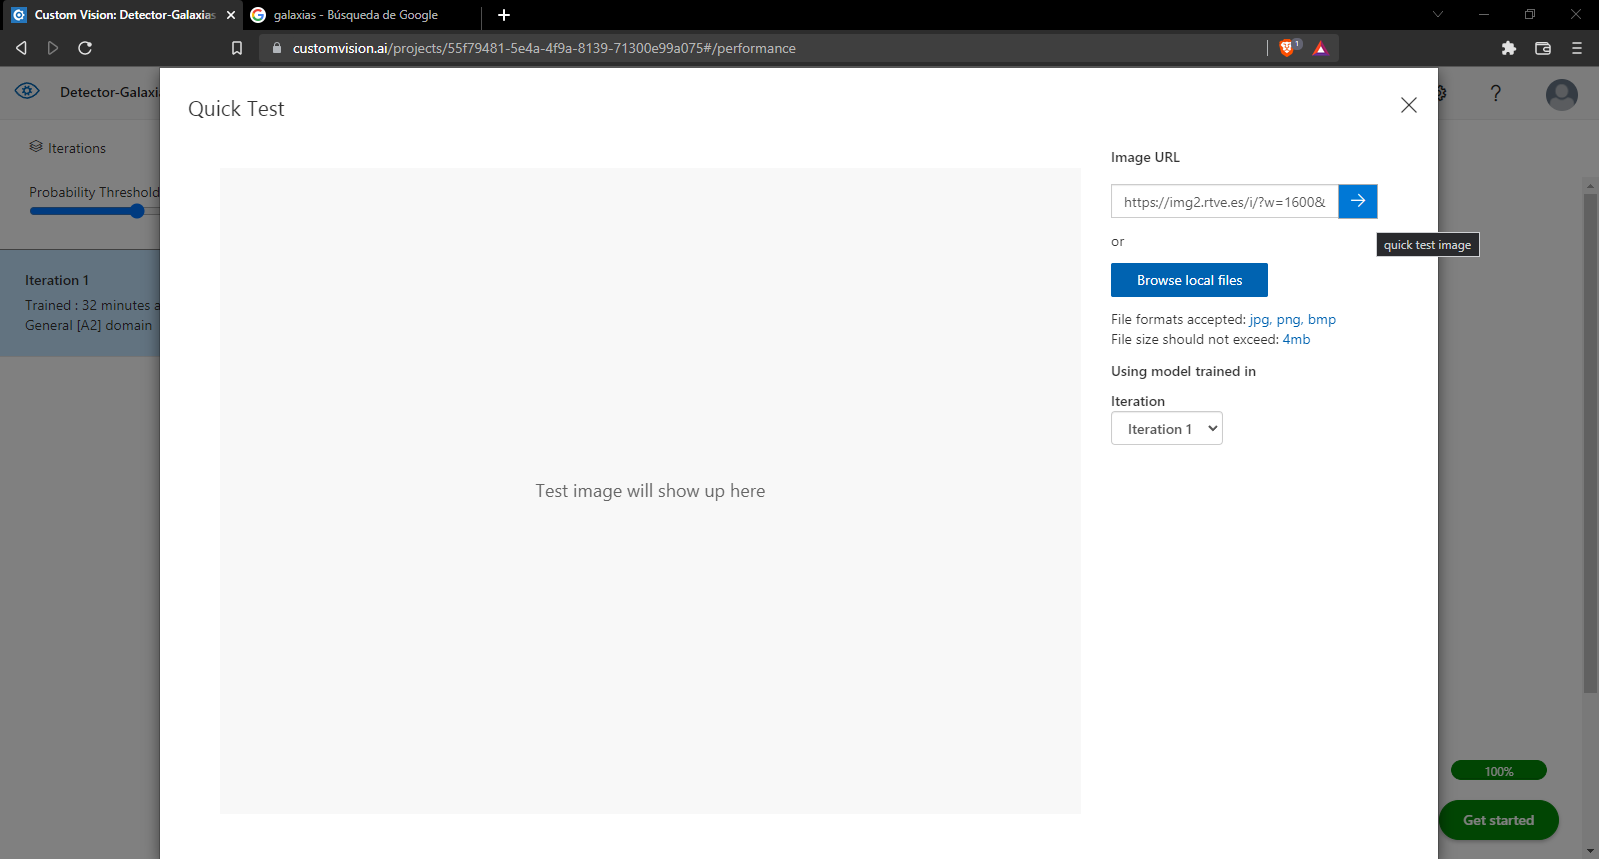 Custom Vision: Detector-Galaxias
galaxias - Búsqueda de Google
customvision.ai/projects/55f79481-5e4a-4f9a-8139-71300e99a075#/performance
1
Detector-Galaxia
?
Quick Test
Iterations
Probability Threshold
Iteration 1
Trained : 32 minutes a
General [A2] domain
Test image will show up here
Image URL
https://img2.rtve.es/i/?w=1600&
quick test image
or
Browse local files
File formats accepted: jpg, png, bmp
File size should not exceed: 4mb
Using model trained in
Iteration
Iteration 1
100%
Get started